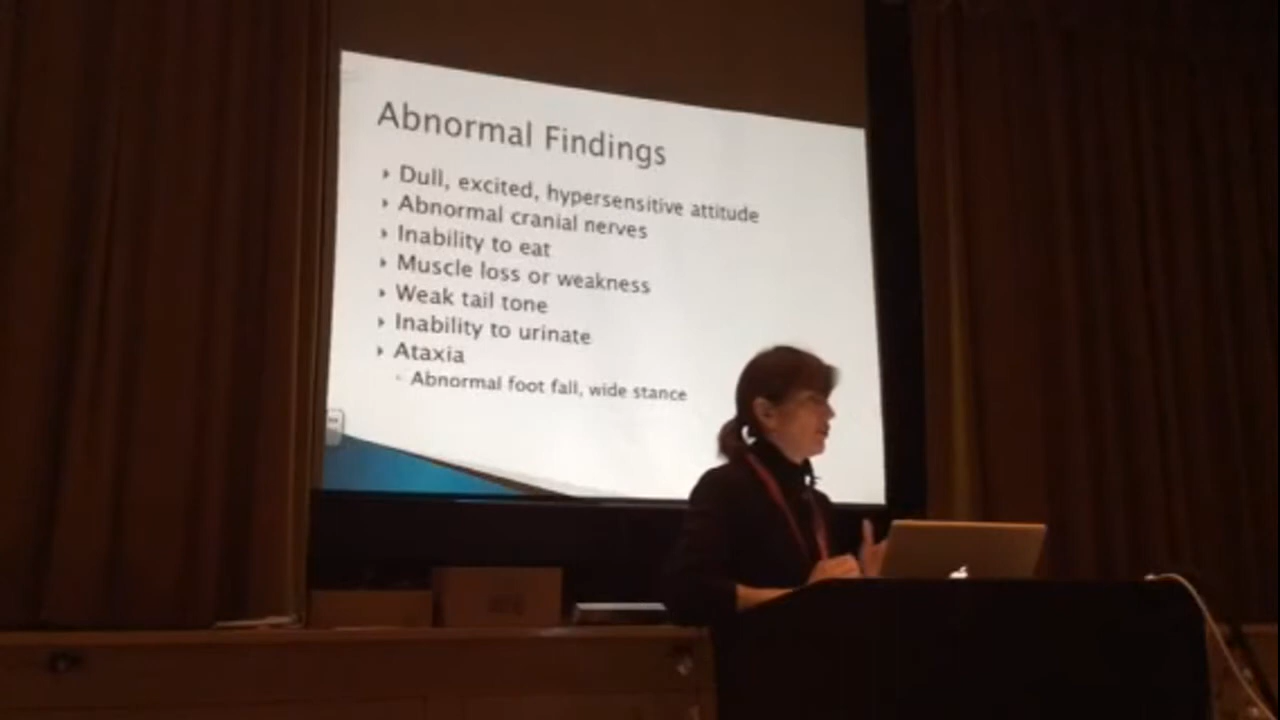 Abnormal Findings
Dull, excited, hypersensitive attitude
Abnormal cranial nerves
Inability to eat
Muscle loss or weakness
Weak tail tone
Inability to urinate
Ataxia
Abnormal foot fall, wide stance